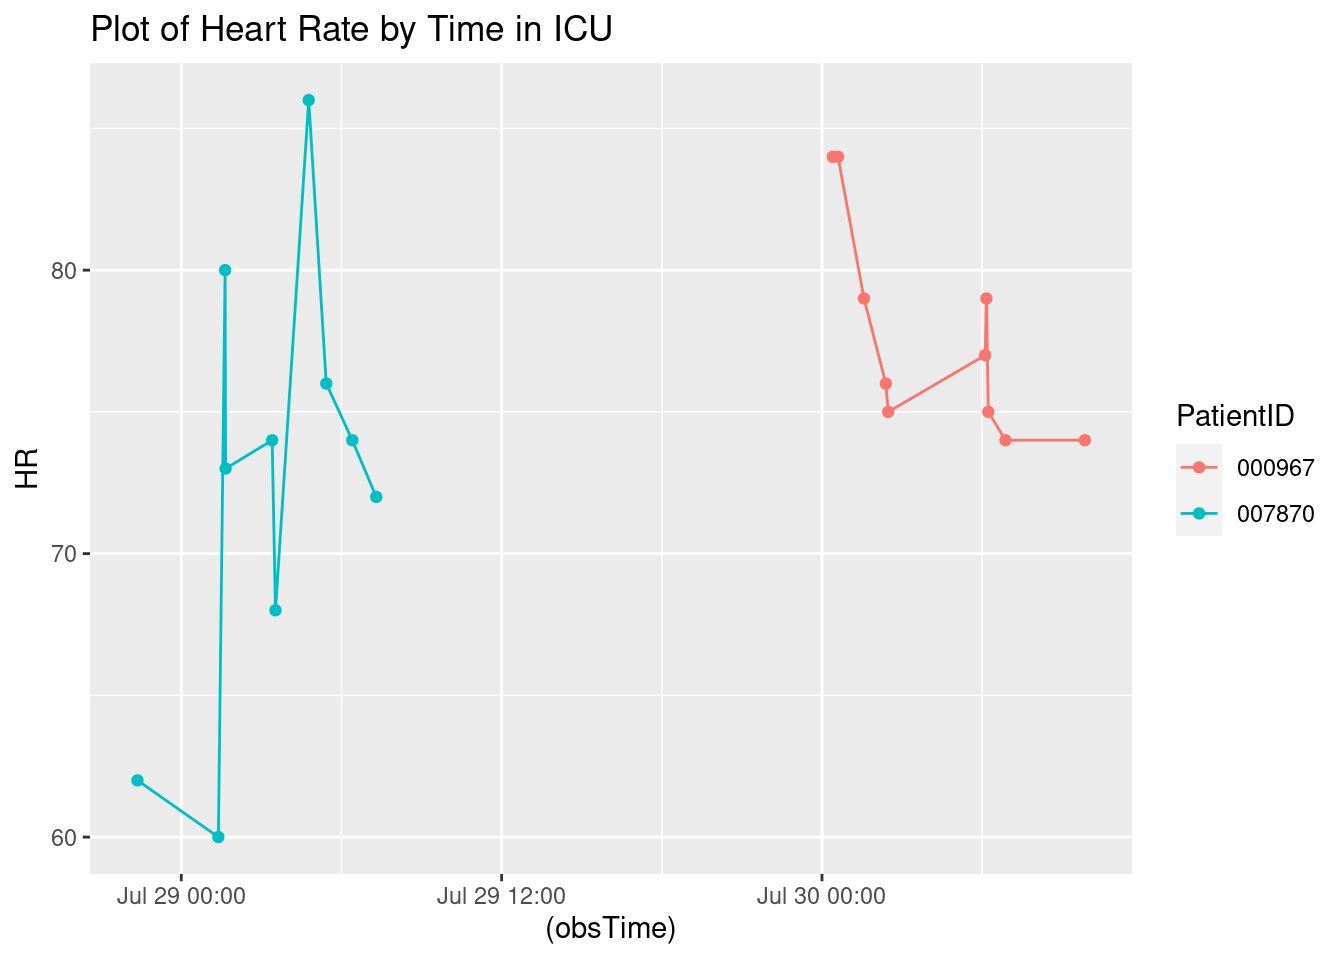 Plot of Heart Rate by Time in ICU
HR
80
70
60
Jul 29 00:00
Jul 29 12:00
Jul 30 00:00
(obsTime)
PatientID
000967
007870